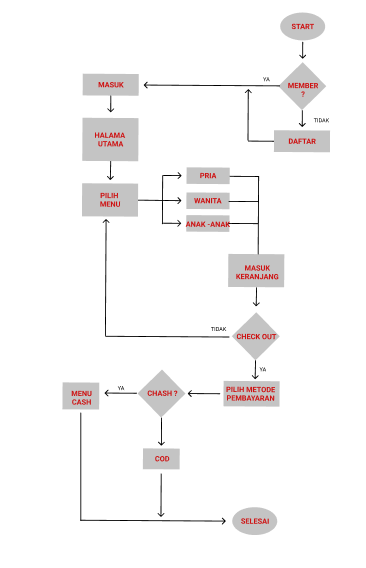 START
YA
MEMBER
?
MASUK
TIDAK
DAFTAR
HALAMA
UTAMA
PRIA
PILIH
MENU
WANITA
ANAK -ANAK
MASUK
KERANJANG
TIDAK
CHECK OUT
YA
PILIH METODE
PEMBAYARAN
CHASH ?
YA
MENU
CASH
COD
SELESAI